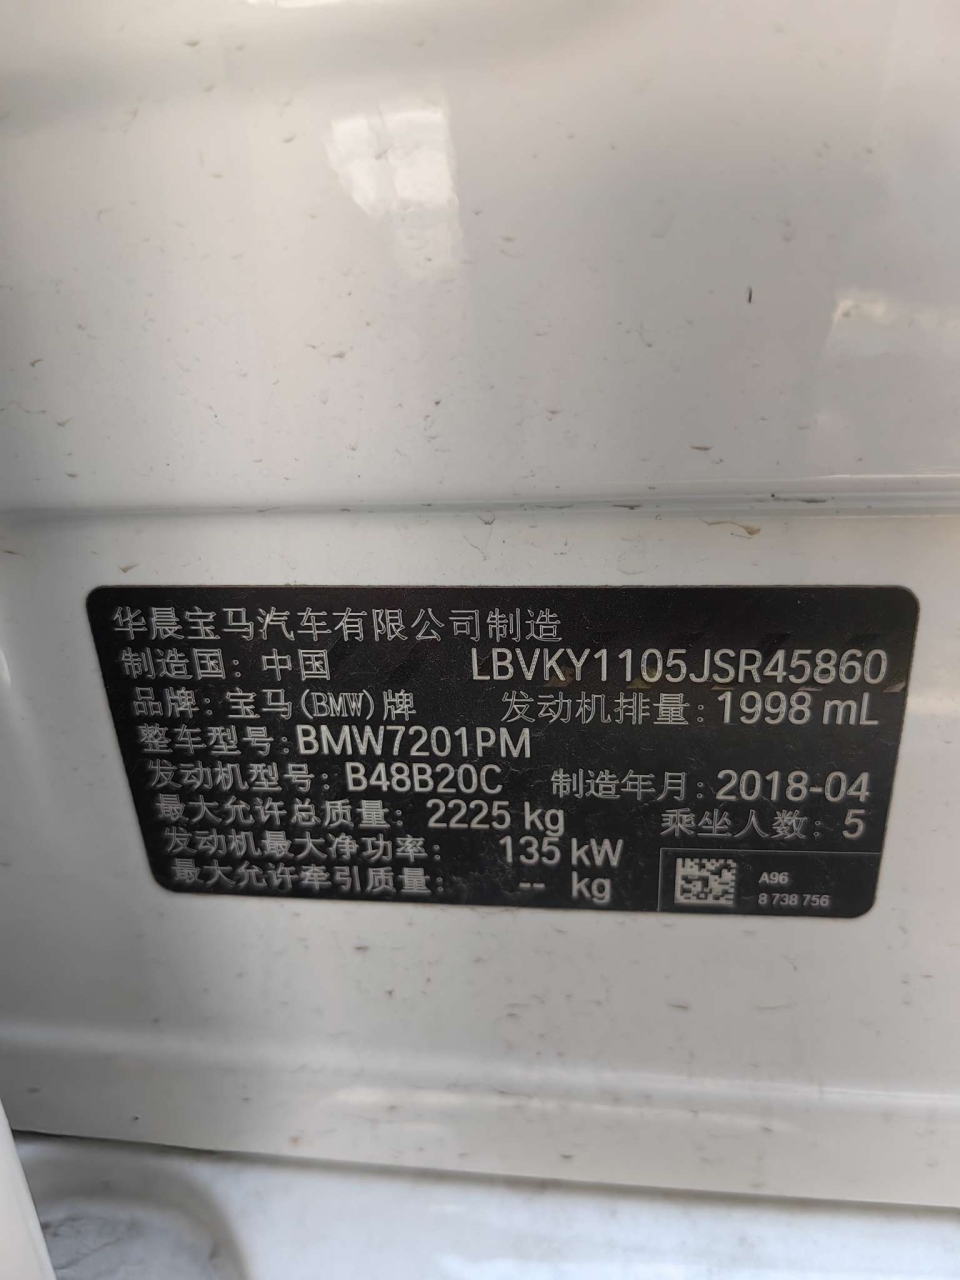 华晨宝马汽车有限公司制造
制造国: 中国 LBVKY1105JSR45860
品牌: 宝马(BMW)牌 发动机排量: 1998 mL
整车型号: BMW7201PM
发动机型号: B48B20C 制造年月: 2018-04
最大允许总质量: 2225 kg 乘坐人数: 5
发动机最大净功率: 135 kW
最大允许牵引质量: -- kg
A96
8 738 756